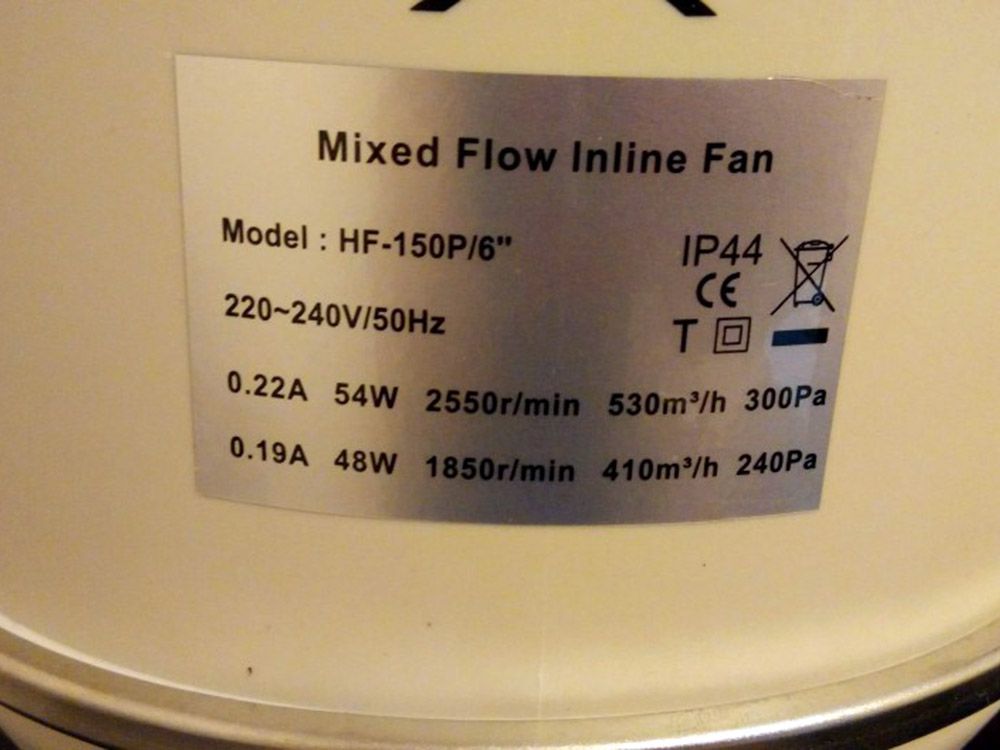 Mixed Flow Inline Fan
Model : HF-150P/6"
IP44
CE
220~240V/50Hz
T
0.22A 54W 2550r/min 530m³/h 300Pa
0.19A 48W 1850r/min 410m³/h 240Pa